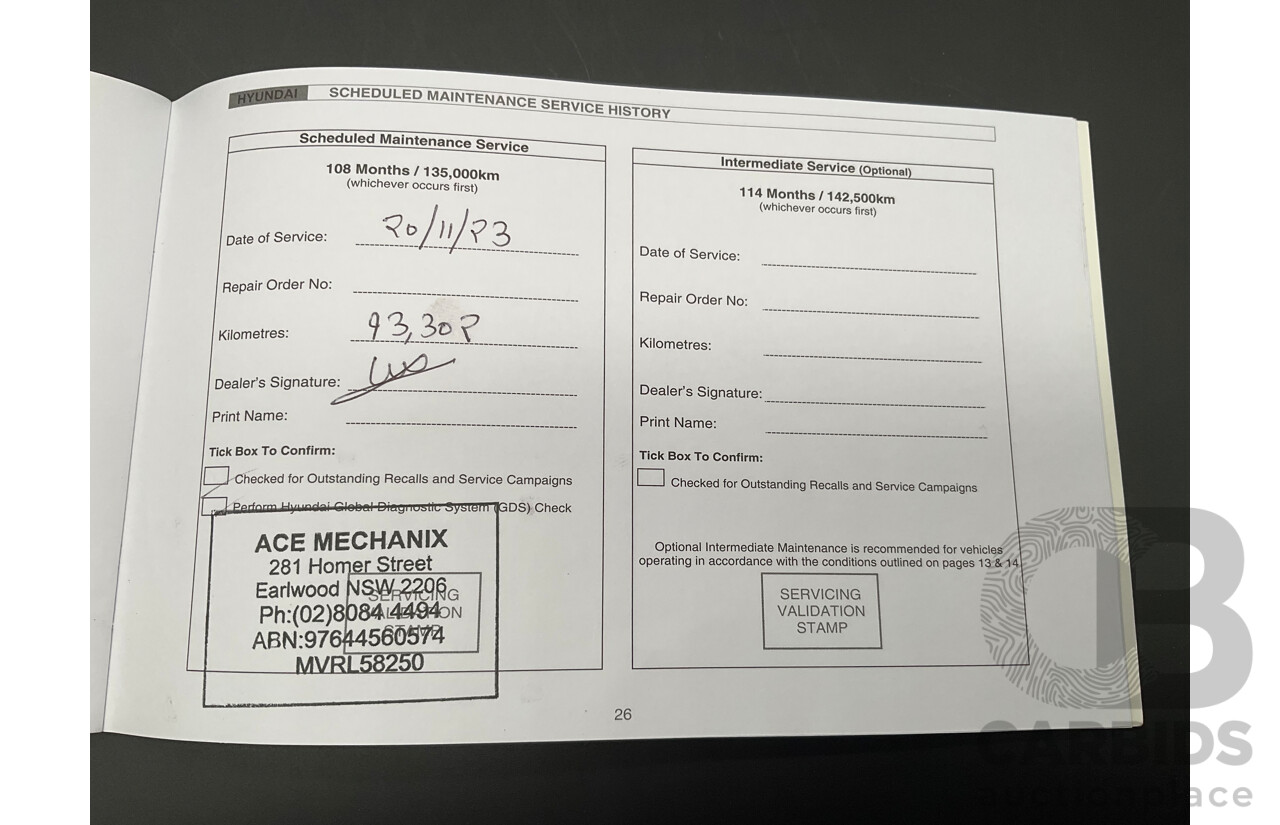 HYUNDAI SCHEDULED MAINTENANCE SERVICE HISTORY
Scheduled Maintenance Service
108 Months / 135,000km
(whichever occurs first)
Date of Service: 20/11/23
Repair Order No:
Kilometres: 93,302
Dealer's Signature:
Print Name:
Tick Box To Confirm:
Checked for Outstanding Recalls and Service Campaigns
Perform Hyundai Global Diagnostic System (GDS) Check
ACE MECHANIX
281 Homer Street
Earlwood NSW 2206
Ph:(02)8084 4494
ABN:97644560574
MVRL58250
SERVICING
VALIDATION
STAMP
Intermediate Service (Optional)
114 Months / 142,500km
(whichever occurs first)
Date of Service:
Repair Order No:
Kilometres:
Dealer's Signature:
Print Name:
Tick Box To Confirm:
Checked for Outstanding Recalls and Service Campaigns
Optional Intermediate Maintenance is recommended for vehicles
operating in accordance with the conditions outlined on pages 13 & 14.
SERVICING
VALIDATION
STAMP
26
CARBIDS
auctionplace